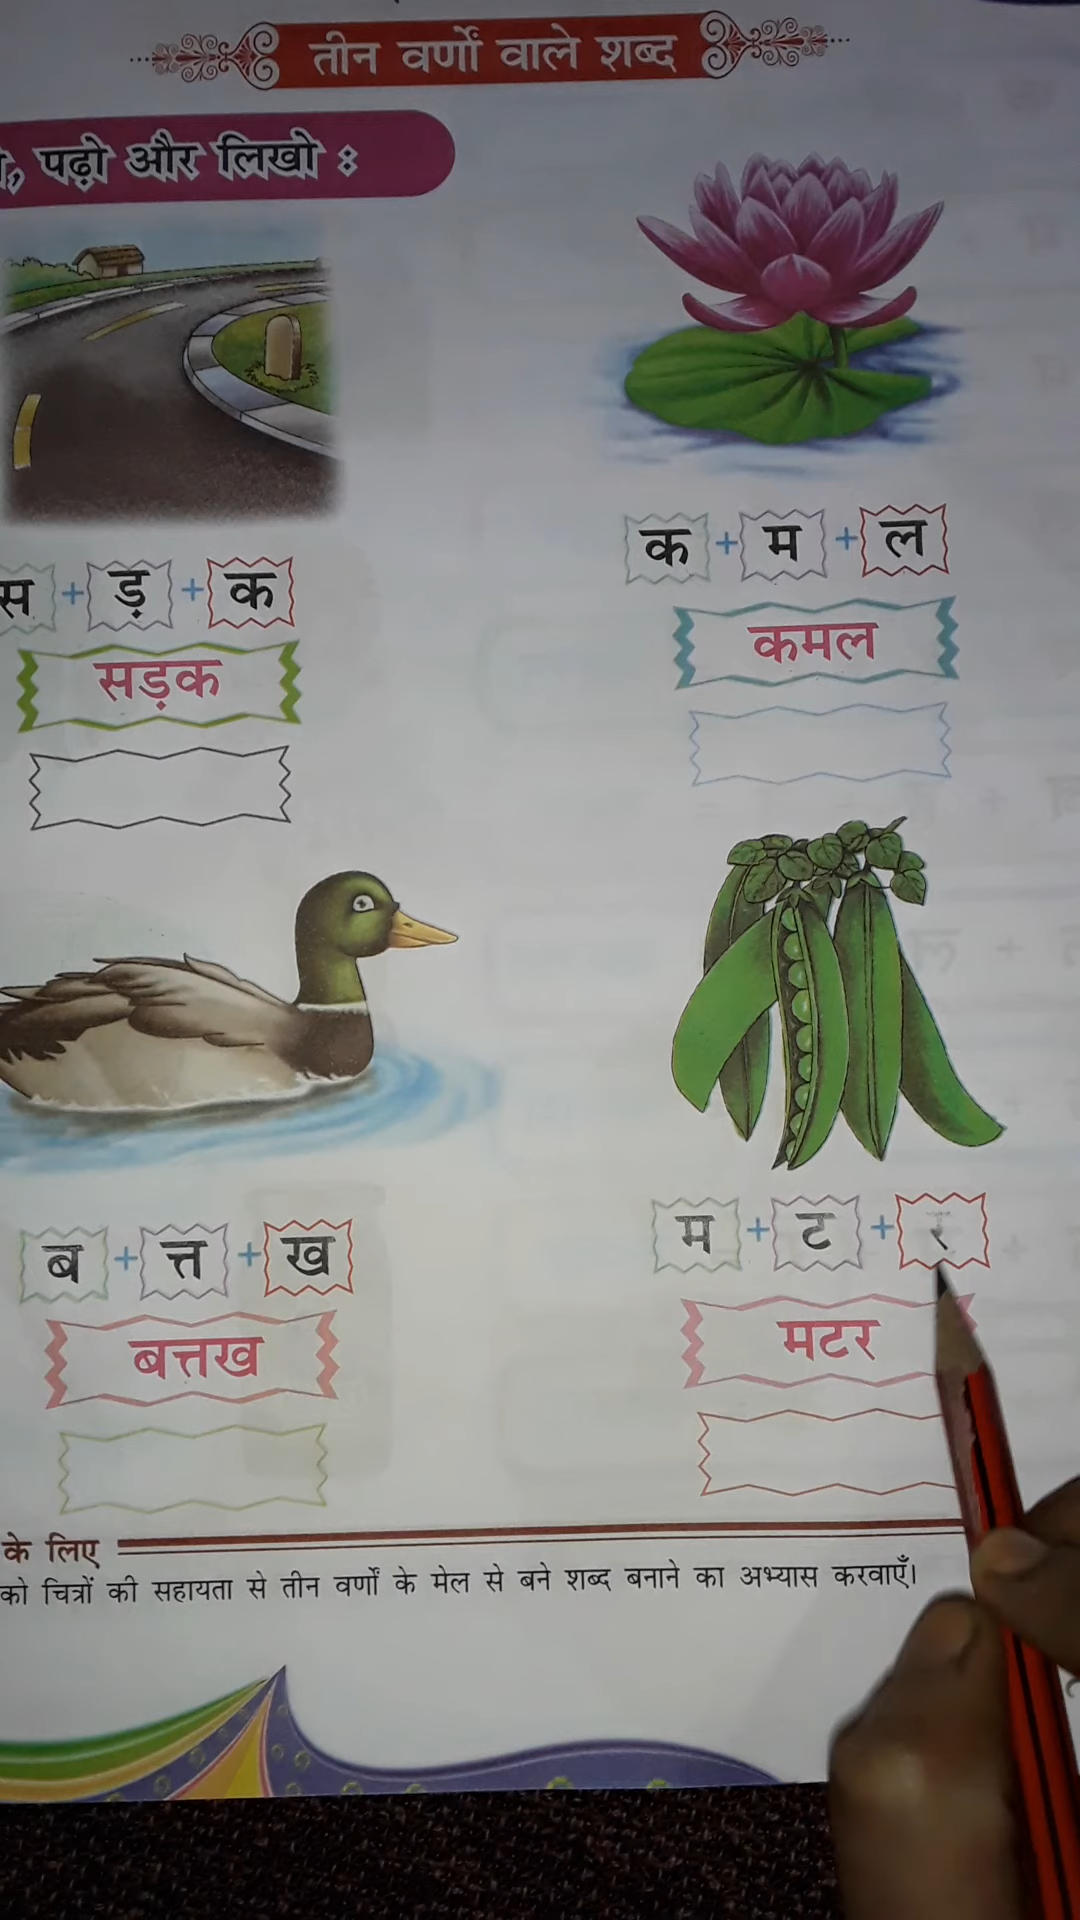 तीन वर्णों वाले शब्द
पढ़ो और लिखो :
स + ड़ + क
सड़क
क + म + ल
कमल
ब + त्त + ख
बत्तख
म + ट + र
मटर
के लिए
को चित्रों की सहायता से तीन वर्णों के मेल से बने शब्द बनाने का अभ्यास करवाएँ।